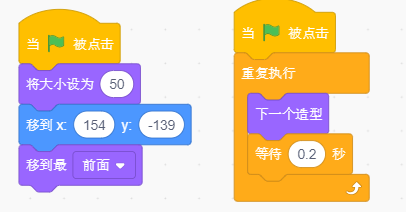 当 被点击
将大小设为 50
移到 x: 154 y: -139
移到最 前面
当 被点击
重复执行
下一个造型
等待 0.2 秒